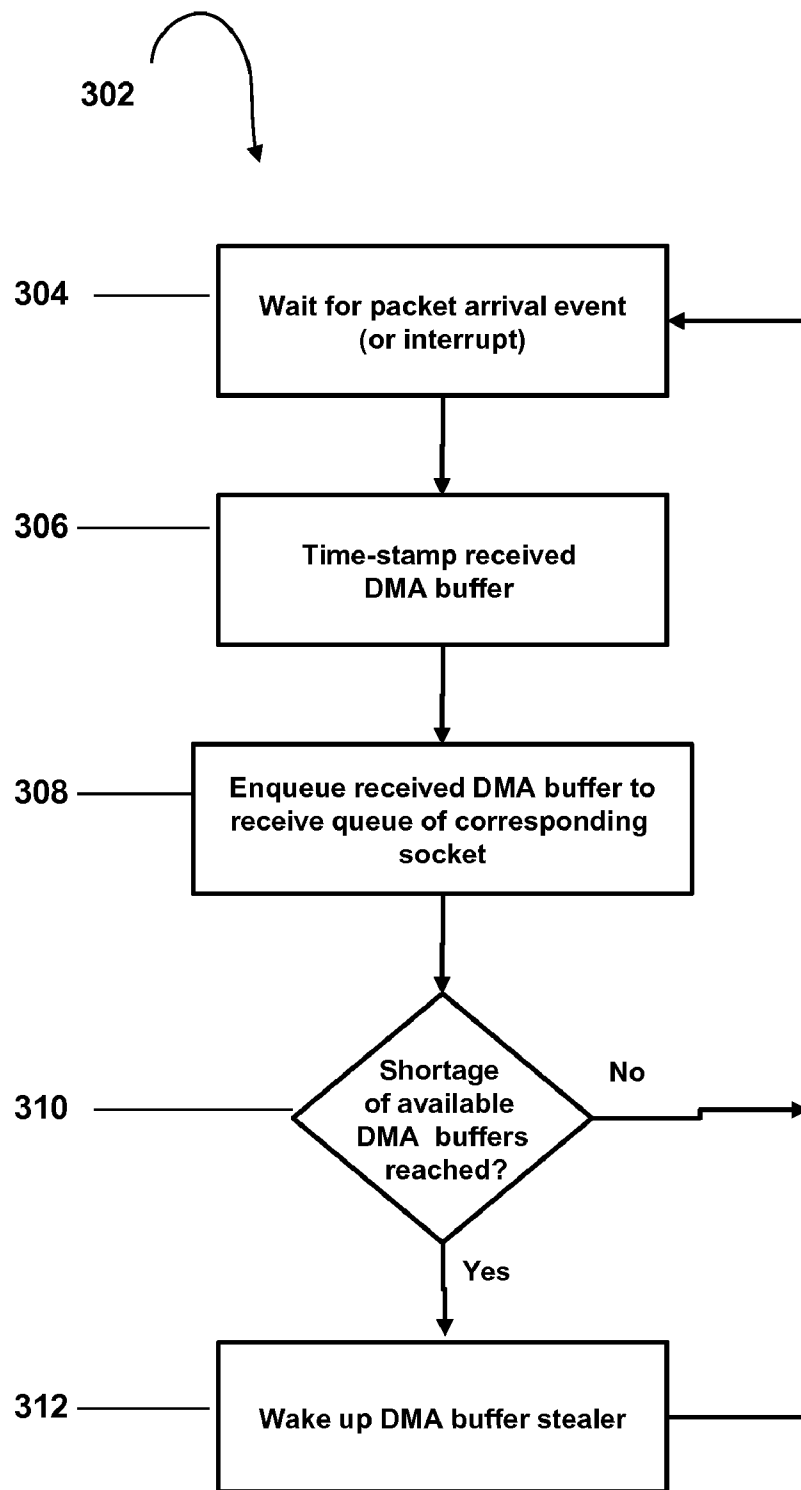 302
304
Wait for packet arrival event
(or interrupt)
306
Time-stamp received
DMA buffer
308
Enqueue received DMA buffer to
receive queue of corresponding
socket
310
Shortage
of available
DMA buffers
reached?
No
Yes
312
Wake up DMA buffer stealer